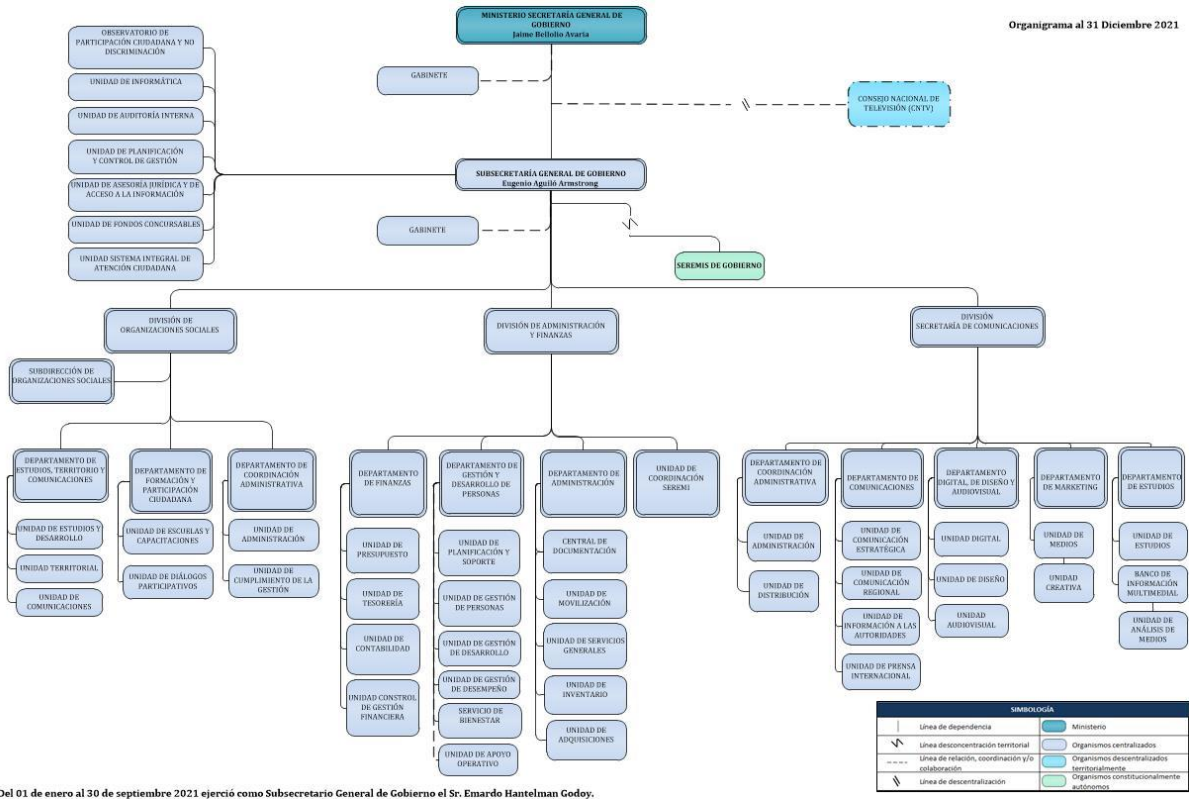 MINISTERIO SECRETARÍA GENERAL DE
GOBIERNO
Jaime Bellolio Avaria
Organigrama al 31 Diciembre 2021
OBSERVATORIO DE
PARTICIPACIÓN CIUDADANA Y NO
DISCRIMINACIÓN
UNIDAD DE INFORMÁTICA
UNIDAD DE AUDITORÍA INTERNA
UNIDAD DE PLANIFICACIÓN
Y CONTROL DE GESTIÓN
UNIDAD DE ASESORÍA JURÍDICA Y DE
ACCESO A LA INFORMACIÓN
UNIDAD DE FONDOS CONCURSABLES
UNIDAD SISTEMA INTEGRAL DE
ATENCIÓN CIUDADANA
GABINETE
CONSEJO NACIONAL DE
TELEVISIÓN (CNTV)
SUBSECRETARÍA GENERAL DE GOBIERNO
Eugenio Aguiló Armstrong
GABINETE
SEREMIS DE GOBIERNO
DIVISIÓN DE
ORGANIZACIONES SOCIALES
DIVISIÓN DE ADMINISTRACIÓN
Y FINANZAS
DIVISIÓN
SECRETARÍA DE COMUNICACIONES
SUBDIRECCIÓN DE
ORGANIZACIONES SOCIALES
DEPARTAMENTO DE
ESTUDIOS, TERRITORIO Y
COMUNICACIONES
UNIDAD DE ESTUDIOS Y
DESARROLLO
UNIDAD TERRITORIAL
UNIDAD DE
COMUNICACIONES
DEPARTAMENTO DE
FORMACIÓN Y
PARTICIPACIÓN
CIUDADANA
UNIDAD DE ESCUELAS Y
CAPACITACIONES
UNIDAD DE DIÁLOGOS
PARTICIPATIVOS
DEPARTAMENTO DE
COORDINACIÓN
ADMINISTRATIVA
UNIDAD DE
ADMINISTRACIÓN
UNIDAD DE
CUMPLIMIENTO DE LA
GESTIÓN
DEPARTAMENTO
DE FINANZAS
UNIDAD DE
PRESUPUESTO
UNIDAD DE
TESORERÍA
UNIDAD DE
CONTABILIDAD
UNIDAD CONSTROL
DE GESTIÓN
FINANCIERA
DEPARTAMENTO DE
GESTIÓN Y
DESARROLLO DE
PERSONAS
UNIDAD DE
PLANIFICACIÓN Y
SOPORTE
UNIDAD DE GESTIÓN
DE PERSONAS
UNIDAD DE GESTIÓN
DE DESARROLLO
UNIDAD DE GESTIÓN
DE DESEMPEÑO
SERVICIO DE
BIENESTAR
UNIDAD DE APOYO
OPERATIVO
DEPARTAMENTO DE
ADMINISTRACIÓN
CENTRAL DE
DOCUMENTACIÓN
UNIDAD DE
MOVILIZACIÓN
UNIDAD DE SERVICIOS
GENERALES
UNIDAD DE
INVENTARIO
UNIDAD DE
ADQUISICIONES
UNIDAD DE
COORDINACIÓN
SEREMI
DEPARTAMENTO DE
COORDINACIÓN
ADMINISTRATIVA
UNIDAD DE
ADMINISTRACIÓN
UNIDAD DE
DISTRIBUCIÓN
DEPARTAMENTO DE
COMUNICACIONES
UNIDAD DE
COMUNICACIÓN
ESTRATÉGICA
UNIDAD DE
COMUNICACIÓN
REGIONAL
UNIDAD DE
INFORMACIÓN A LAS
AUTORIDADES
UNIDAD DE PRENSA
INTERNACIONAL
DEPARTAMENTO
DIGITAL, DE DISEÑO Y
AUDIOVISUAL
UNIDAD DIGITAL
UNIDAD DE DISEÑO
UNIDAD
AUDIOVISUAL
DEPARTAMENTO
DE MARKETING
UNIDAD DE
MEDIOS
UNIDAD
CREATIVA
DEPARTAMENTO
DE ESTUDIOS
UNIDAD DE
ESTUDIOS
BANCO DE
INFORMACIÓN
MULTIMEDIAL
UNIDAD DE
ANÁLISIS DE
MEDIOS
SIMBOLOGÍA
Línea de dependencia
Ministerio
Línea desconcentración territorial
Organismos centralizados
Línea de relación, coordinación y/o
colaboración
Organismos descentralizados
territorialmente
Línea de descentralización
Organismos constitucionalmente
autónomos
Del 01 de enero al 30 de septiembre 2021 ejerció como Subsecretario General de Gobierno el Sr. Emardo Hantelman Godoy.